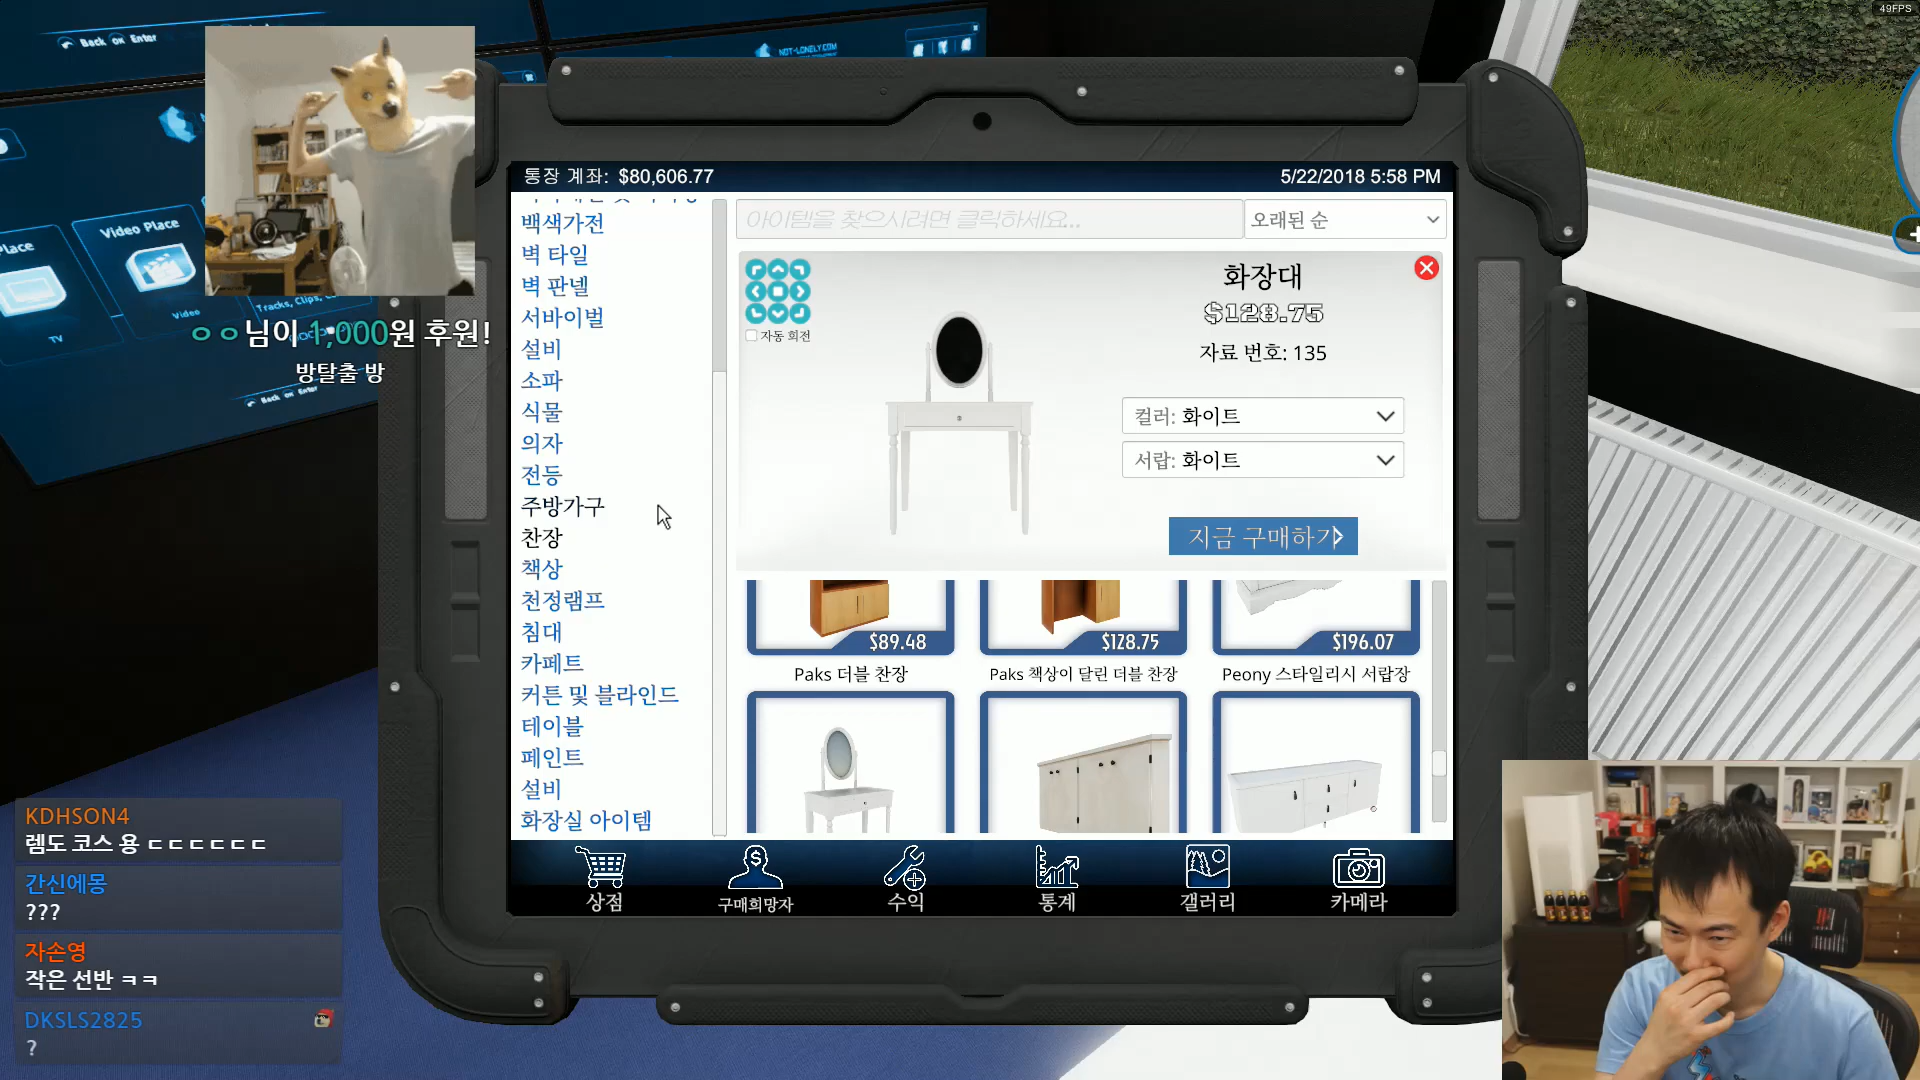 49FPS
Back on Enter
NOT-LONELY.COM
Place
Video Place
TV
Video
Tracks, Clips,
Back on Enter
ㅇㅇ님이 1,000원 후원!
방탈출 방
통장 계좌: $80,606.77
5/22/2018 5:58 PM
백색가전
벽 타일
벽 판넬
서바이벌
설비
소파
식물
의자
전등
주방가구
찬장
책상
천정램프
침대
카페트
커튼 및 블라인드
테이블
페인트
설비
화장실 아이템
아이템을 찾으시려면 클릭하세요...
오래된 순
자동 회전
화장대
$128.75
자료 번호: 135
컬러: 화이트
서랍: 화이트
지금 구매하기
$89.48
$128.75
$196.07
Paks 더블 찬장
Paks 책상이 달린 더블 찬장
Peony 스타일리시 서랍장
상점
구매희망자
수익
통계
갤러리
카메라
KDHSON4
렘도 코스 용 ㄷㄷㄷㄷㄷㄷ
간신에몽
???
자손영
작은 선반 ㅋㅋ
DKSLS2825
?